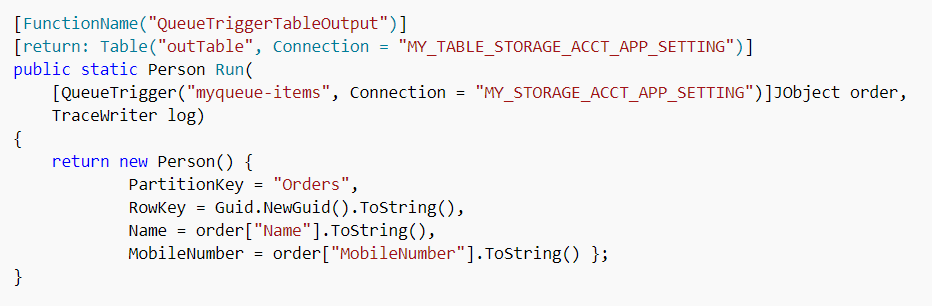 [FunctionName("QueueTriggerTableOutput")]
[return: Table("outTable", Connection = "MY_TABLE_STORAGE_ACCT_APP_SETTING")]
public static Person Run(
    [QueueTrigger("myqueue-items", Connection = "MY_STORAGE_ACCT_APP_SETTING")]JObject order,
    TraceWriter log)
{
    return new Person() {
            PartitionKey = "Orders",
            RowKey = Guid.NewGuid().ToString(),
            Name = order["Name"].ToString(),
            MobileNumber = order["MobileNumber"].ToString() };
}